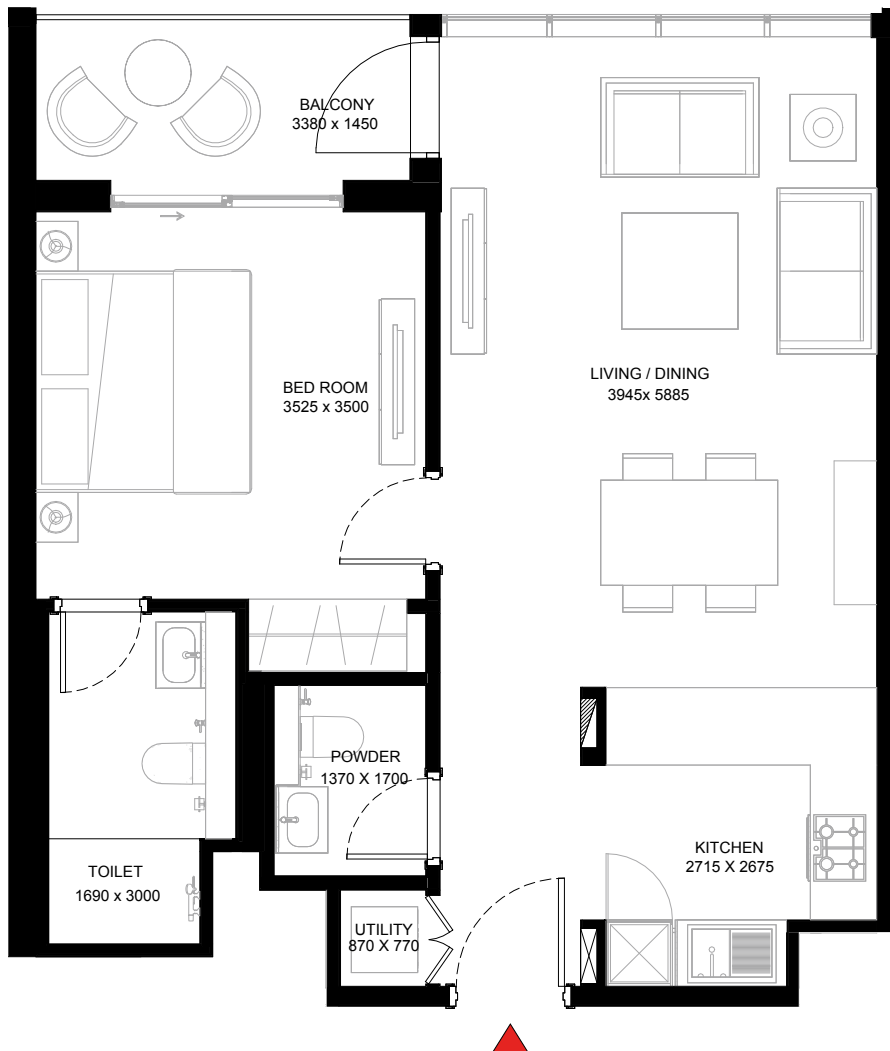 BALCONY
3380 x 1450
LIVING / DINING
3945x 5885
BED ROOM
3525 x 3500
POWDER
1370 X 1700
KITCHEN
2715 X 2675
TOILET
1690 x 3000
UTILITY
870 X 770